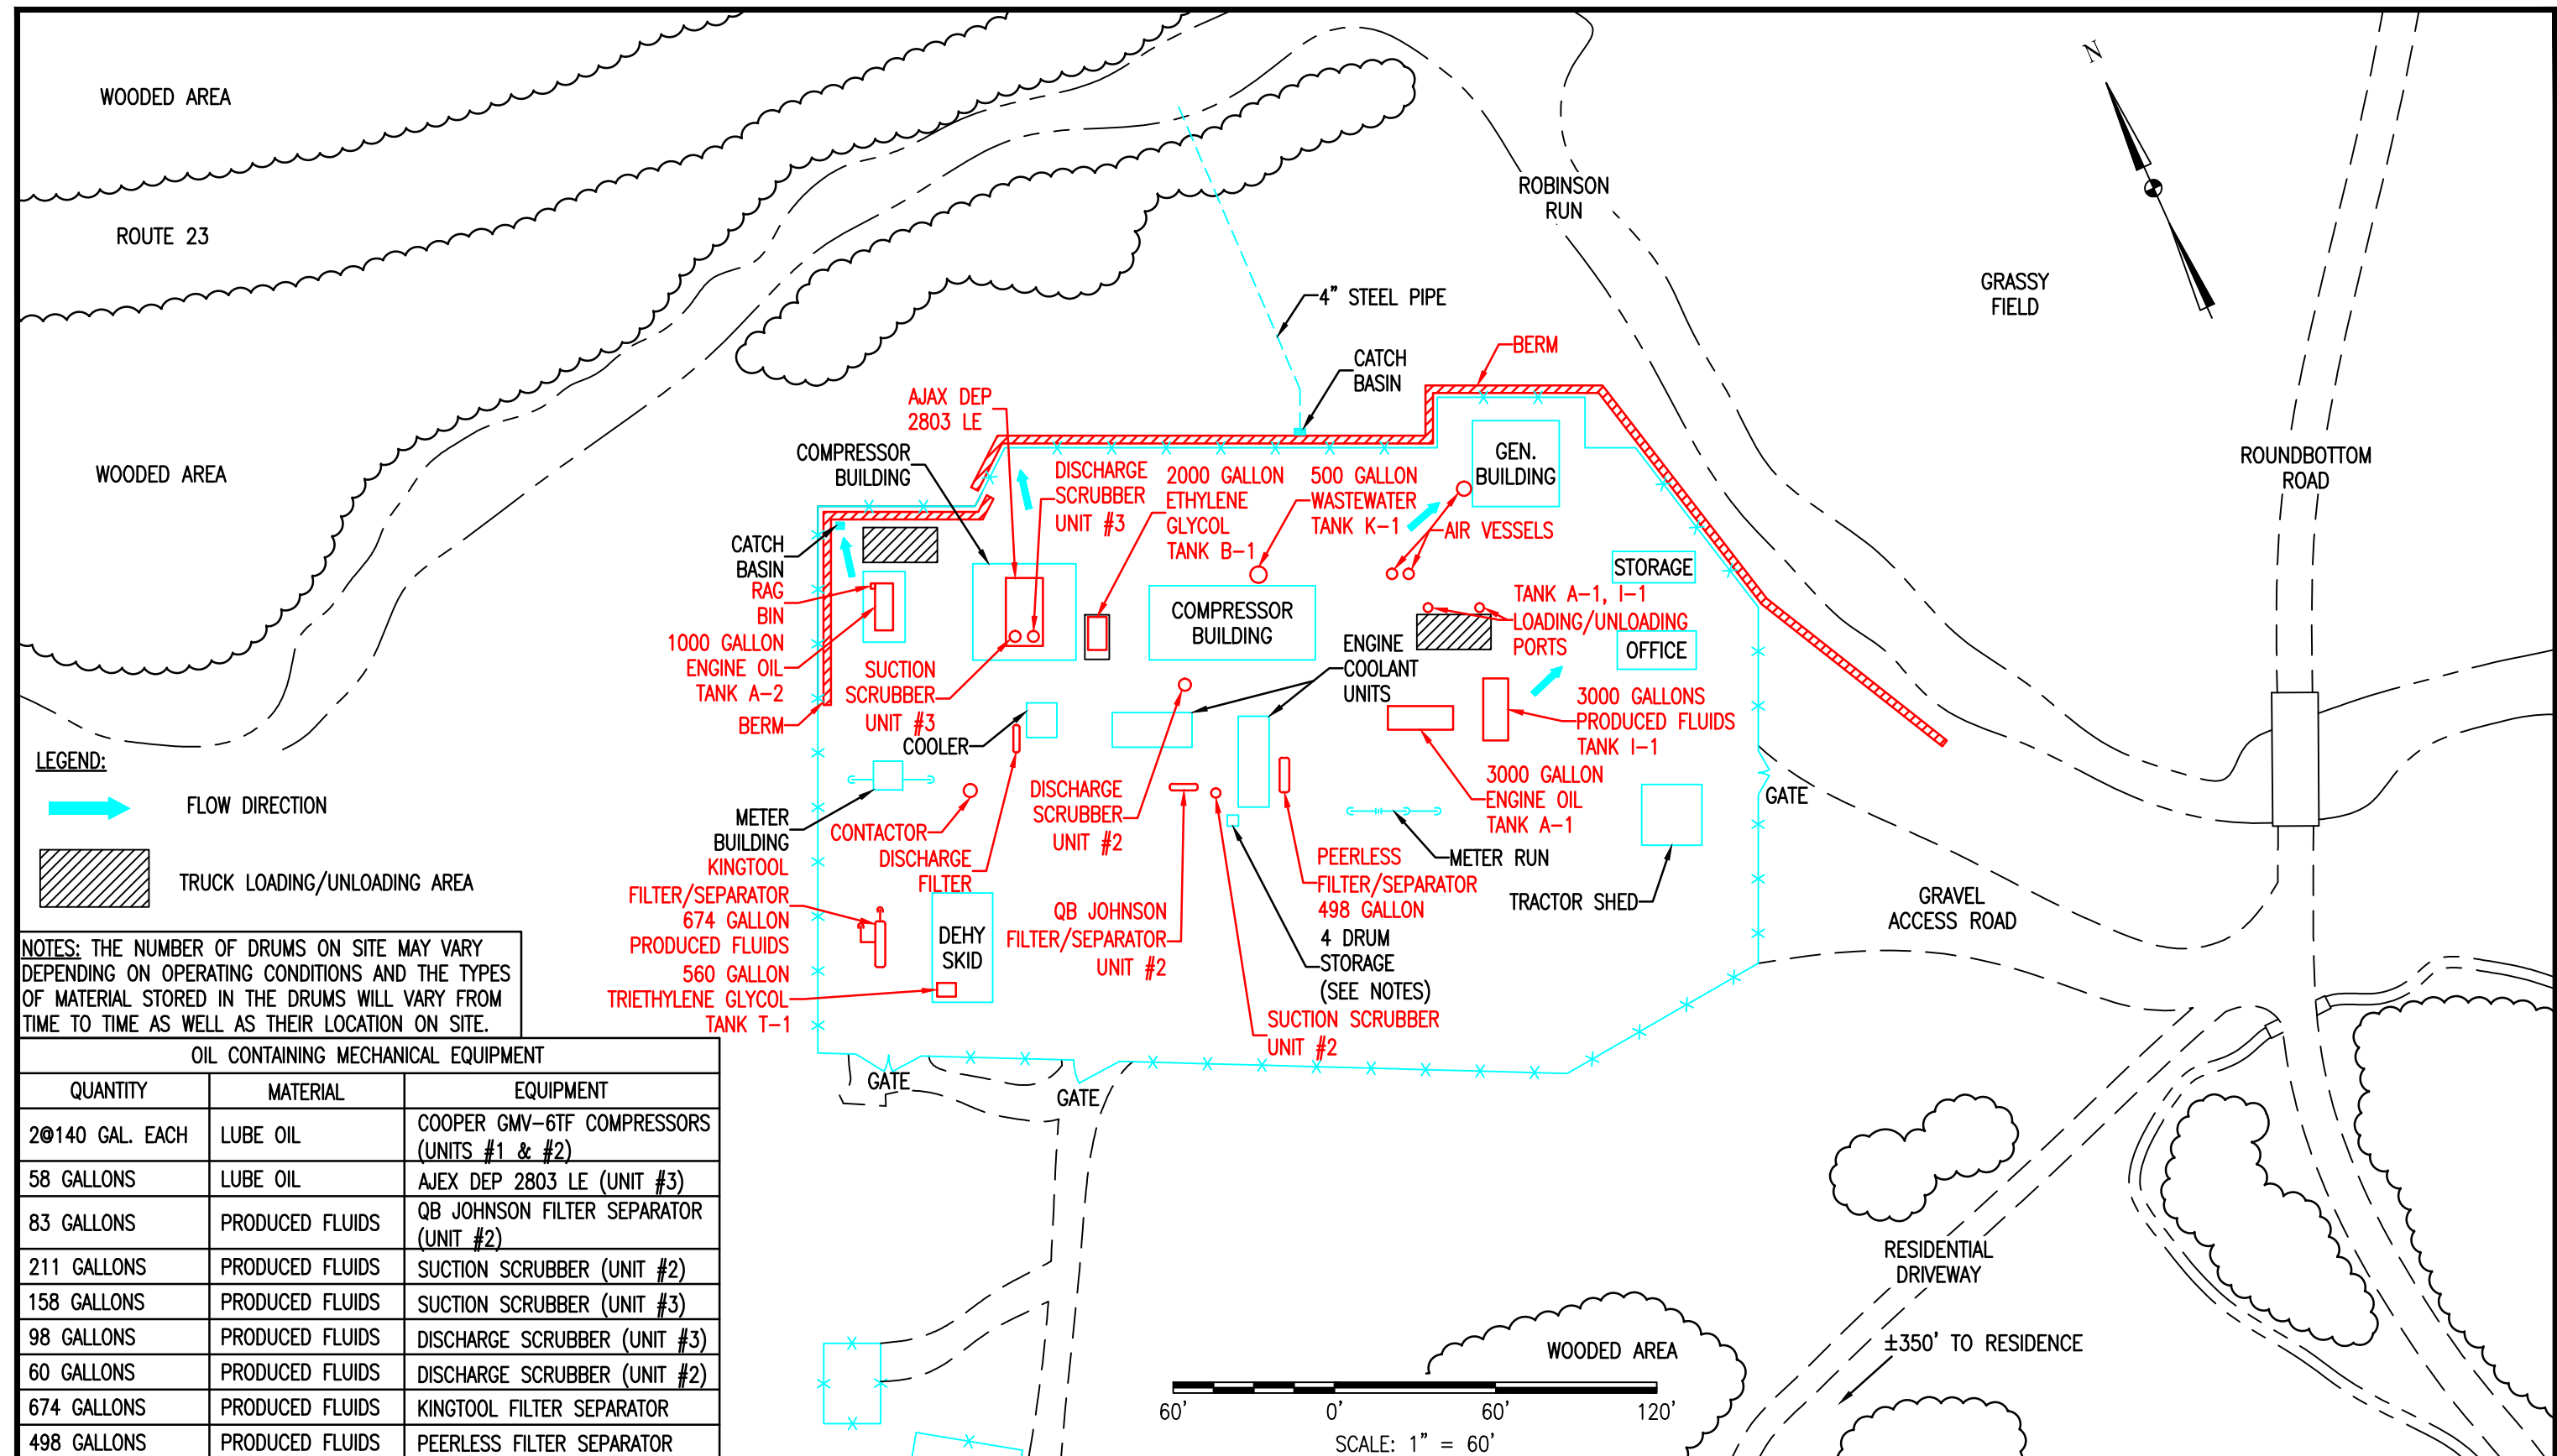 WOODED AREA
ROUTE 23
WOODED AREA
N
ROBINSON
RUN
GRASSY
FIELD
ROUNDBOTTOM
ROAD
4" STEEL PIPE
CATCH
BASIN
BERM
AJAX DEP
2803 LE
COMPRESSOR
BUILDING
DISCHARGE
SCRUBBER
UNIT #3
2000 GALLON
ETHYLENE
GLYCOL
TANK B-1
500 GALLON
WASTEWATER
TANK K-1
GEN.
BUILDING
AIR VESSELS
CATCH
BASIN
RAG
BIN
1000 GALLON
ENGINE OIL
TANK A-2
BERM
SUCTION
SCRUBBER
UNIT #3
COMPRESSOR
BUILDING
ENGINE
COOLANT
UNITS
TANK A-1, I-1
LOADING/UNLOADING
PORTS
STORAGE
OFFICE
3000 GALLONS
PRODUCED FLUIDS
TANK I-1
COOLER
METER
BUILDING
CONTACTOR
DISCHARGE
FILTER
DISCHARGE
SCRUBBER
UNIT #2
3000 GALLON
ENGINE OIL
TANK A-1
GATE
METER RUN
TRACTOR SHED
KINGTOOL
FILTER/SEPARATOR
674 GALLON
PRODUCED FLUIDS
560 GALLON
TRIETHYLENE GLYCOL
TANK T-1
DEHY
SKID
QB JOHNSON
FILTER/SEPARATOR
UNIT #2
PEERLESS
FILTER/SEPARATOR
498 GALLON
4 DRUM
STORAGE
(SEE NOTES)
SUCTION SCRUBBER
UNIT #2
GATE
GATE
GRAVEL
ACCESS ROAD
RESIDENTIAL
DRIVEWAY
±350' TO RESIDENCE
WOODED AREA
60' 0' 60' 120'
SCALE: 1" = 60'
LEGEND:
FLOW DIRECTION
TRUCK LOADING/UNLOADING AREA
NOTES: THE NUMBER OF DRUMS ON SITE MAY VARY
DEPENDING ON OPERATING CONDITIONS AND THE TYPES
OF MATERIAL STORED IN THE DRUMS WILL VARY FROM
TIME TO TIME AS WELL AS THEIR LOCATION ON SITE.
OIL CONTAINING MECHANICAL EQUIPMENT
QUANTITY MATERIAL EQUIPMENT
2@140 GAL. EACH LUBE OIL COOPER GMV-6TF COMPRESSORS
(UNITS #1 & #2)
58 GALLONS LUBE OIL AJEX DEP 2803 LE (UNIT #3)
83 GALLONS PRODUCED FLUIDS QB JOHNSON FILTER SEPARATOR
(UNIT #2)
211 GALLONS PRODUCED FLUIDS SUCTION SCRUBBER (UNIT #2)
158 GALLONS PRODUCED FLUIDS SUCTION SCRUBBER (UNIT #3)
98 GALLONS PRODUCED FLUIDS DISCHARGE SCRUBBER (UNIT #3)
60 GALLONS PRODUCED FLUIDS DISCHARGE SCRUBBER (UNIT #2)
674 GALLONS PRODUCED FLUIDS KINGTOOL FILTER SEPARATOR
498 GALLONS PRODUCED FLUIDS PEERLESS FILTER SEPARATOR